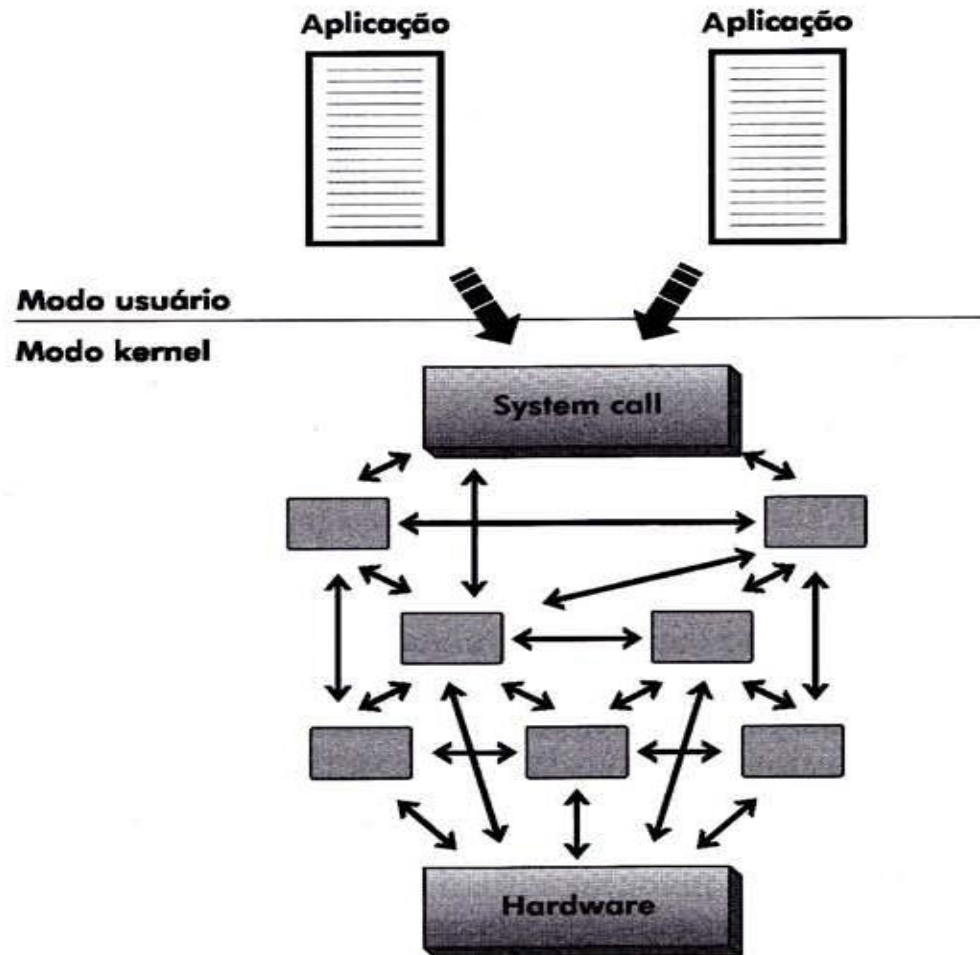 Aplicação
Aplicação
Modo usuário
Modo kernel
System call
Hardware